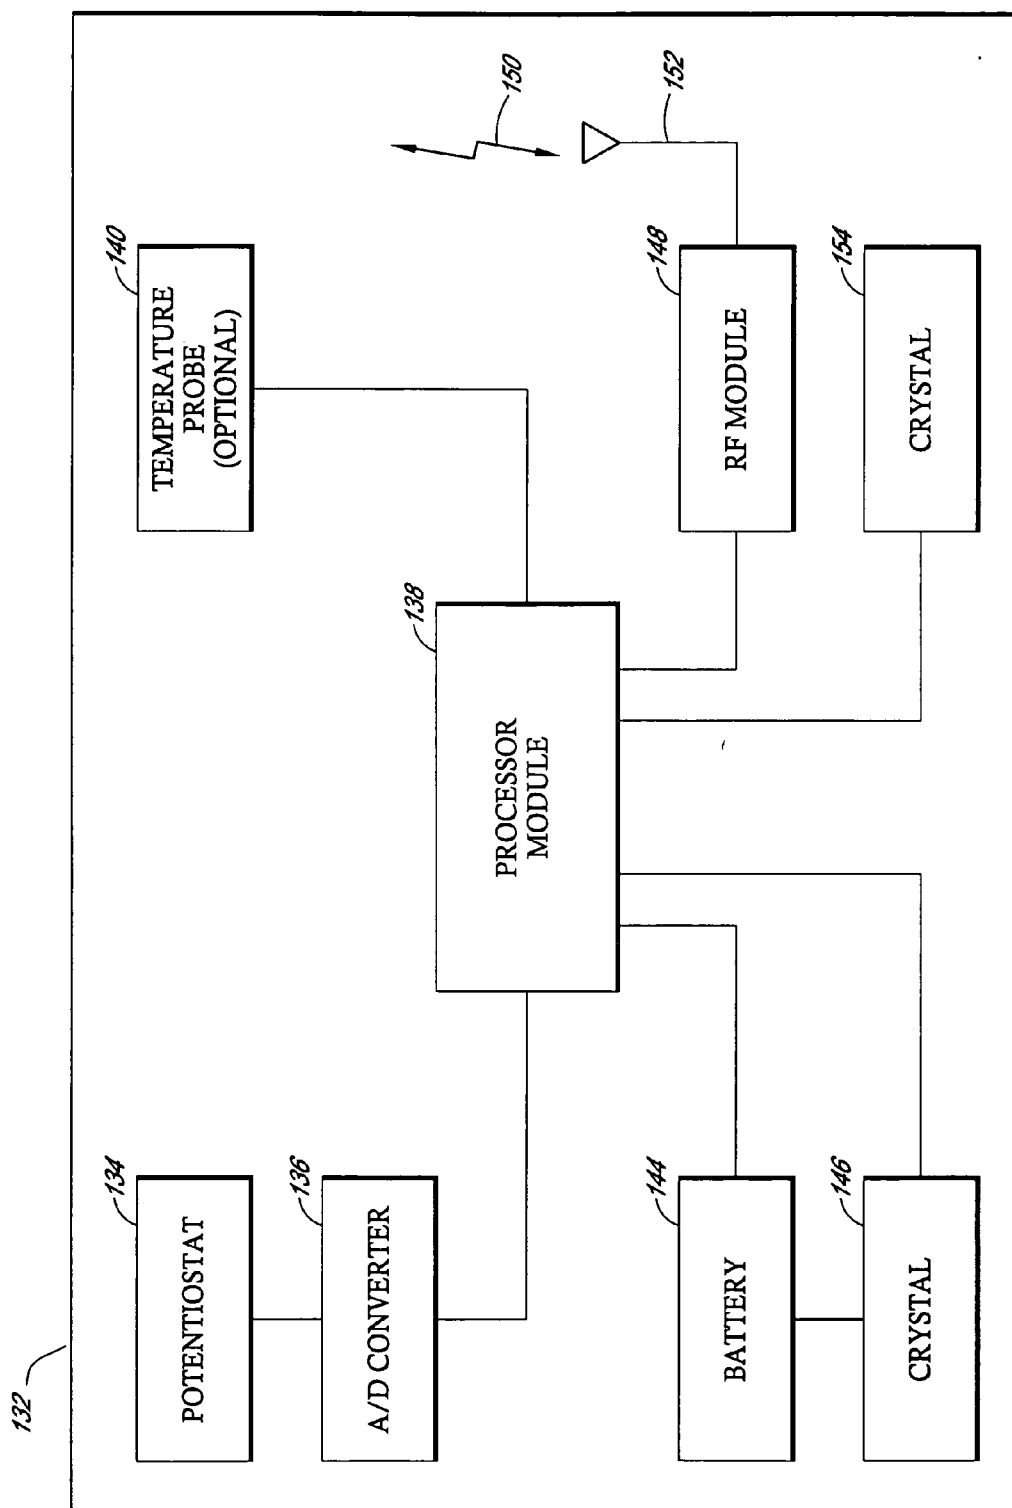 132
134
POTENTIOSTAT
136
A/D CONVERTER
138
PROCESSOR
MODULE
140
TEMPERATURE
PROBE
(OPTIONAL)
144
BATTERY
146
CRYSTAL
148
RF MODULE
150
152
154
CRYSTAL